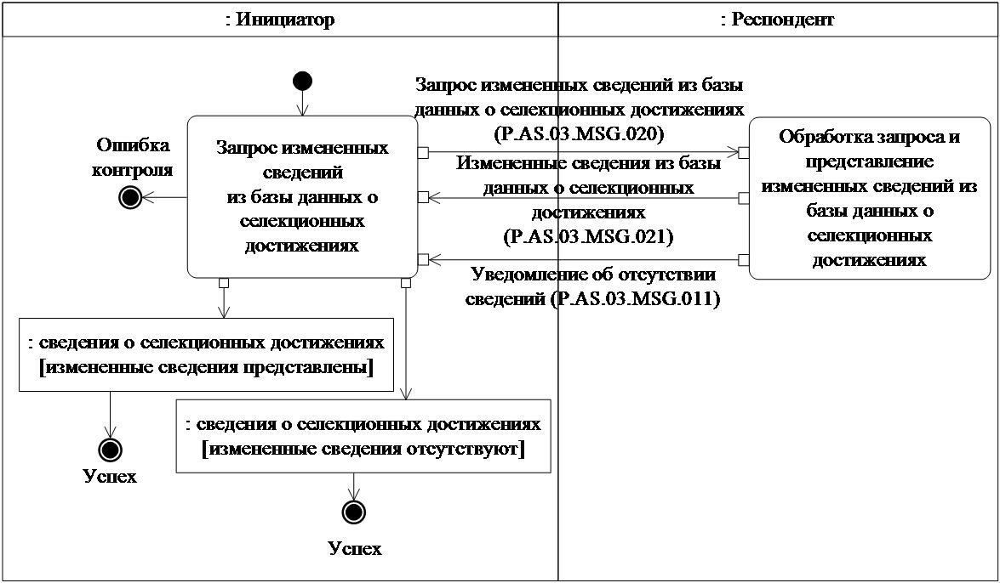 : Инициатор
: Респондент
Запрос измененных сведений из базы
данных о селекционных достижениях
(P.AS.03.MSG.020)
Ошибка
контроля
Запрос измененных
сведений
из базы данных о
селекционных
достижениях
Измененные сведения из базы
данных о селекционных
достижениях
(P.AS.03.MSG.021)
Уведомление об отсутствии
сведений (P.AS.03.MSG.011)
Обработка запроса и
представление
измененных сведений из
базы данных о
селекционных
достижениях
: сведения о селекционных достижениях
[измененные сведения представлены]
Успех
: сведения о селекционных достижениях
[измененные сведения отсутствуют]
Успех